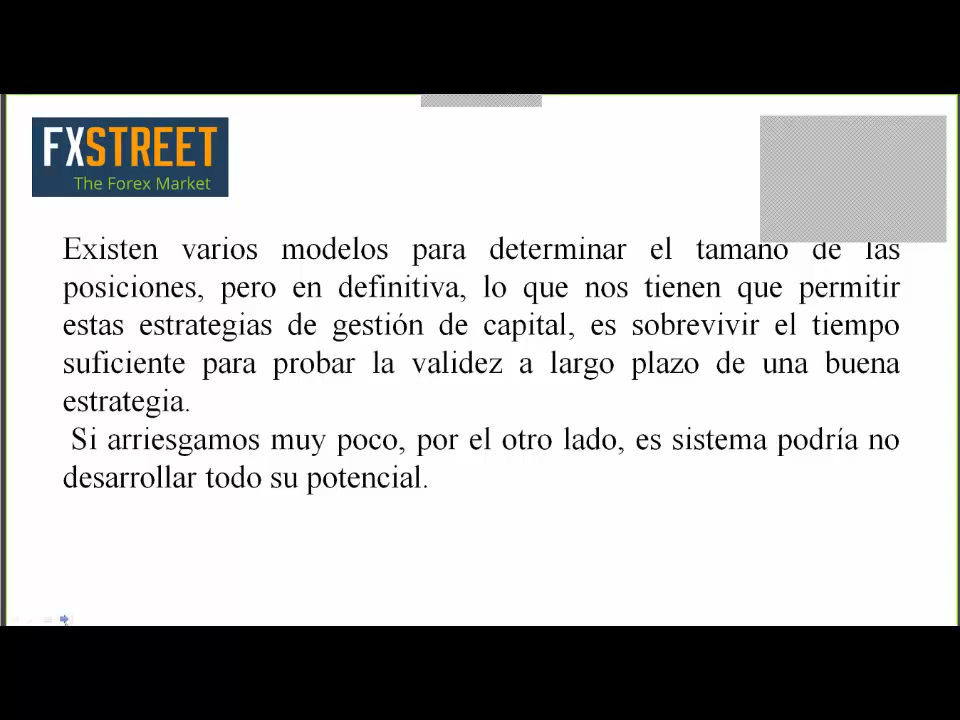 FXSTREET
The Forex Market
Existen varios modelos para determinar el tamaño de las
posiciones, pero en definitiva, lo que nos tienen que permitir
estas estrategias de gestión de capital, es sobrevivir el tiempo
suficiente para probar la validez a largo plazo de una buena
estrategia.
Si arriesgamos muy poco, por el otro lado, es sistema podría no
desarrollar todo su potencial.